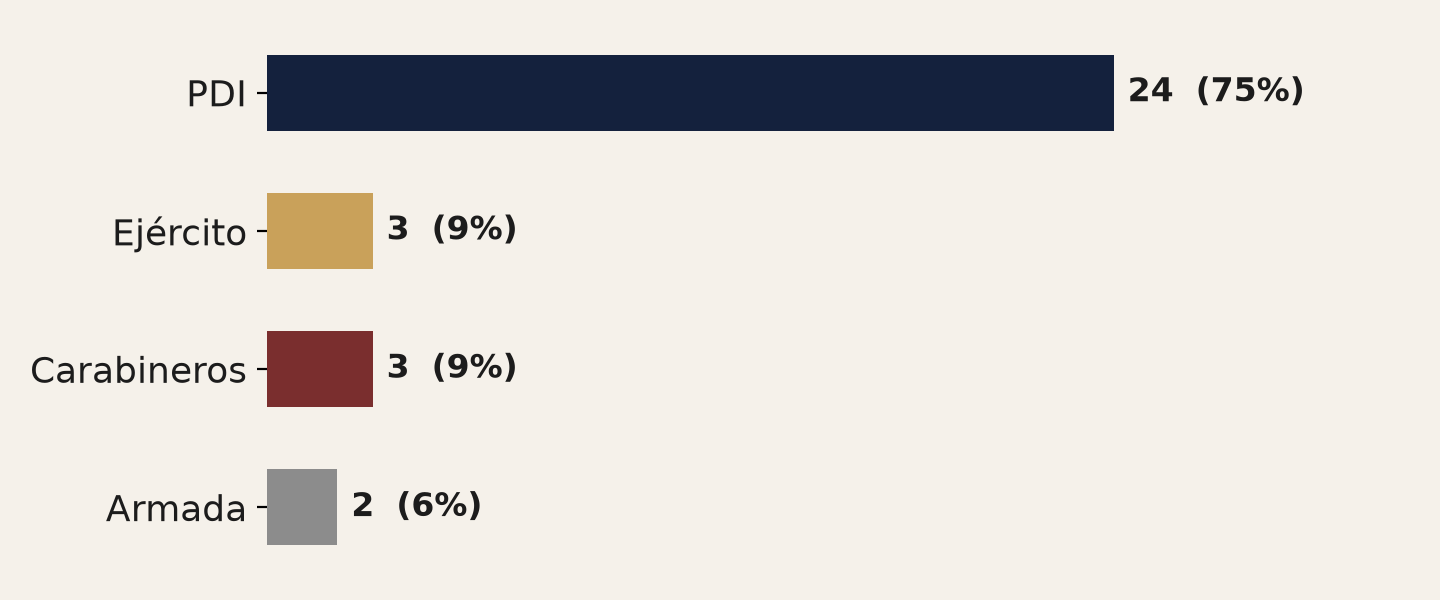 PDI 24 (75%)
Ejército 3 (9%)
Carabineros 3 (9%)
Armada 2 (6%)